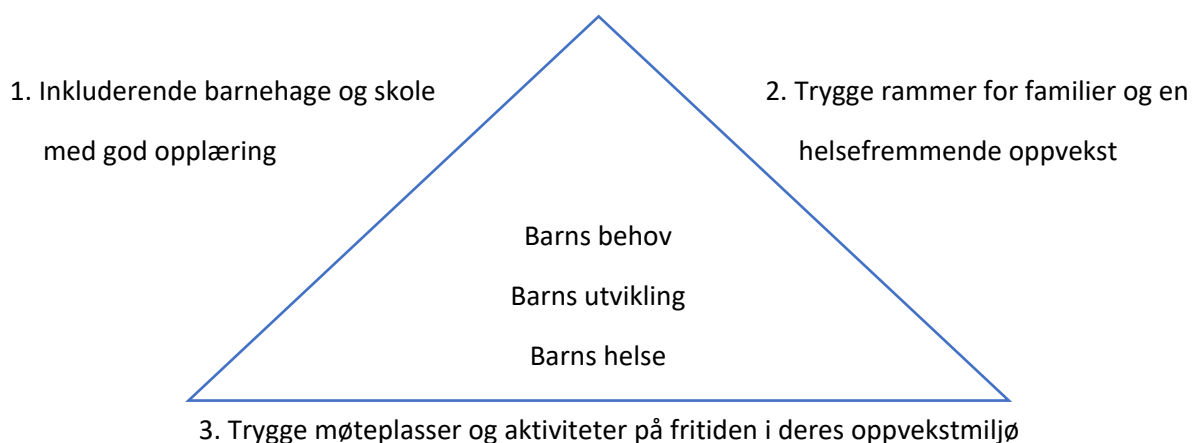 1. Inkluderende barnehage og skole
med god opplæring
2. Trygge rammer for familier og en
helsefremmende oppvekst
Barns behov
Barns utvikling
Barns helse
3. Trygge møteplasser og aktiviteter på fritiden i deres oppvekstmiljø